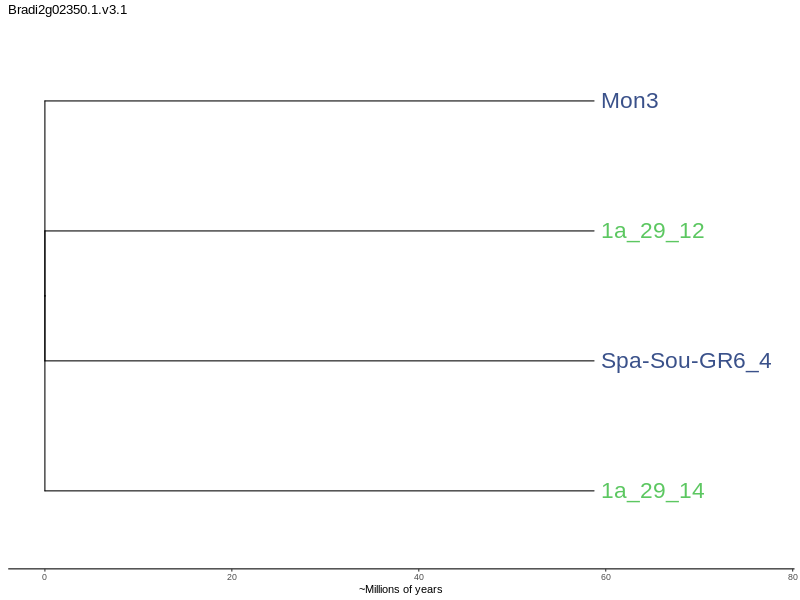 Bradi2g02350.1.v3.1
Mon3
1a_29_12
Spa-Sou-GR6_4
1a_29_14
0 20 40 60 80
~Millions of years